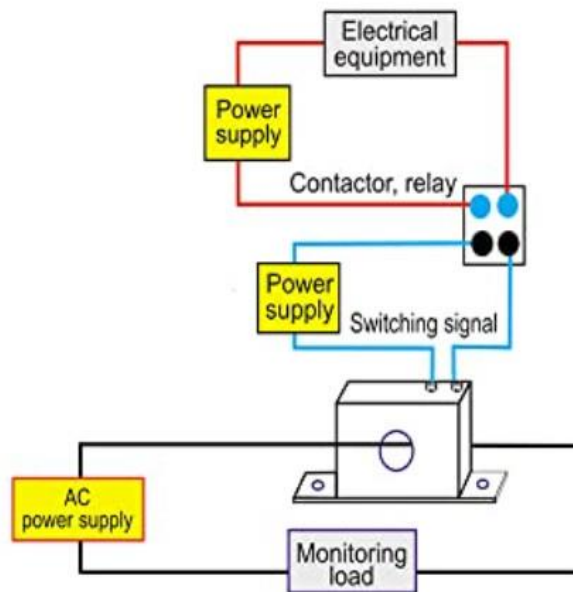 Electrical
equipment
Power
supply
Contactor, relay
Power
supply
Switching signal
AC
power supply
Monitoring
load